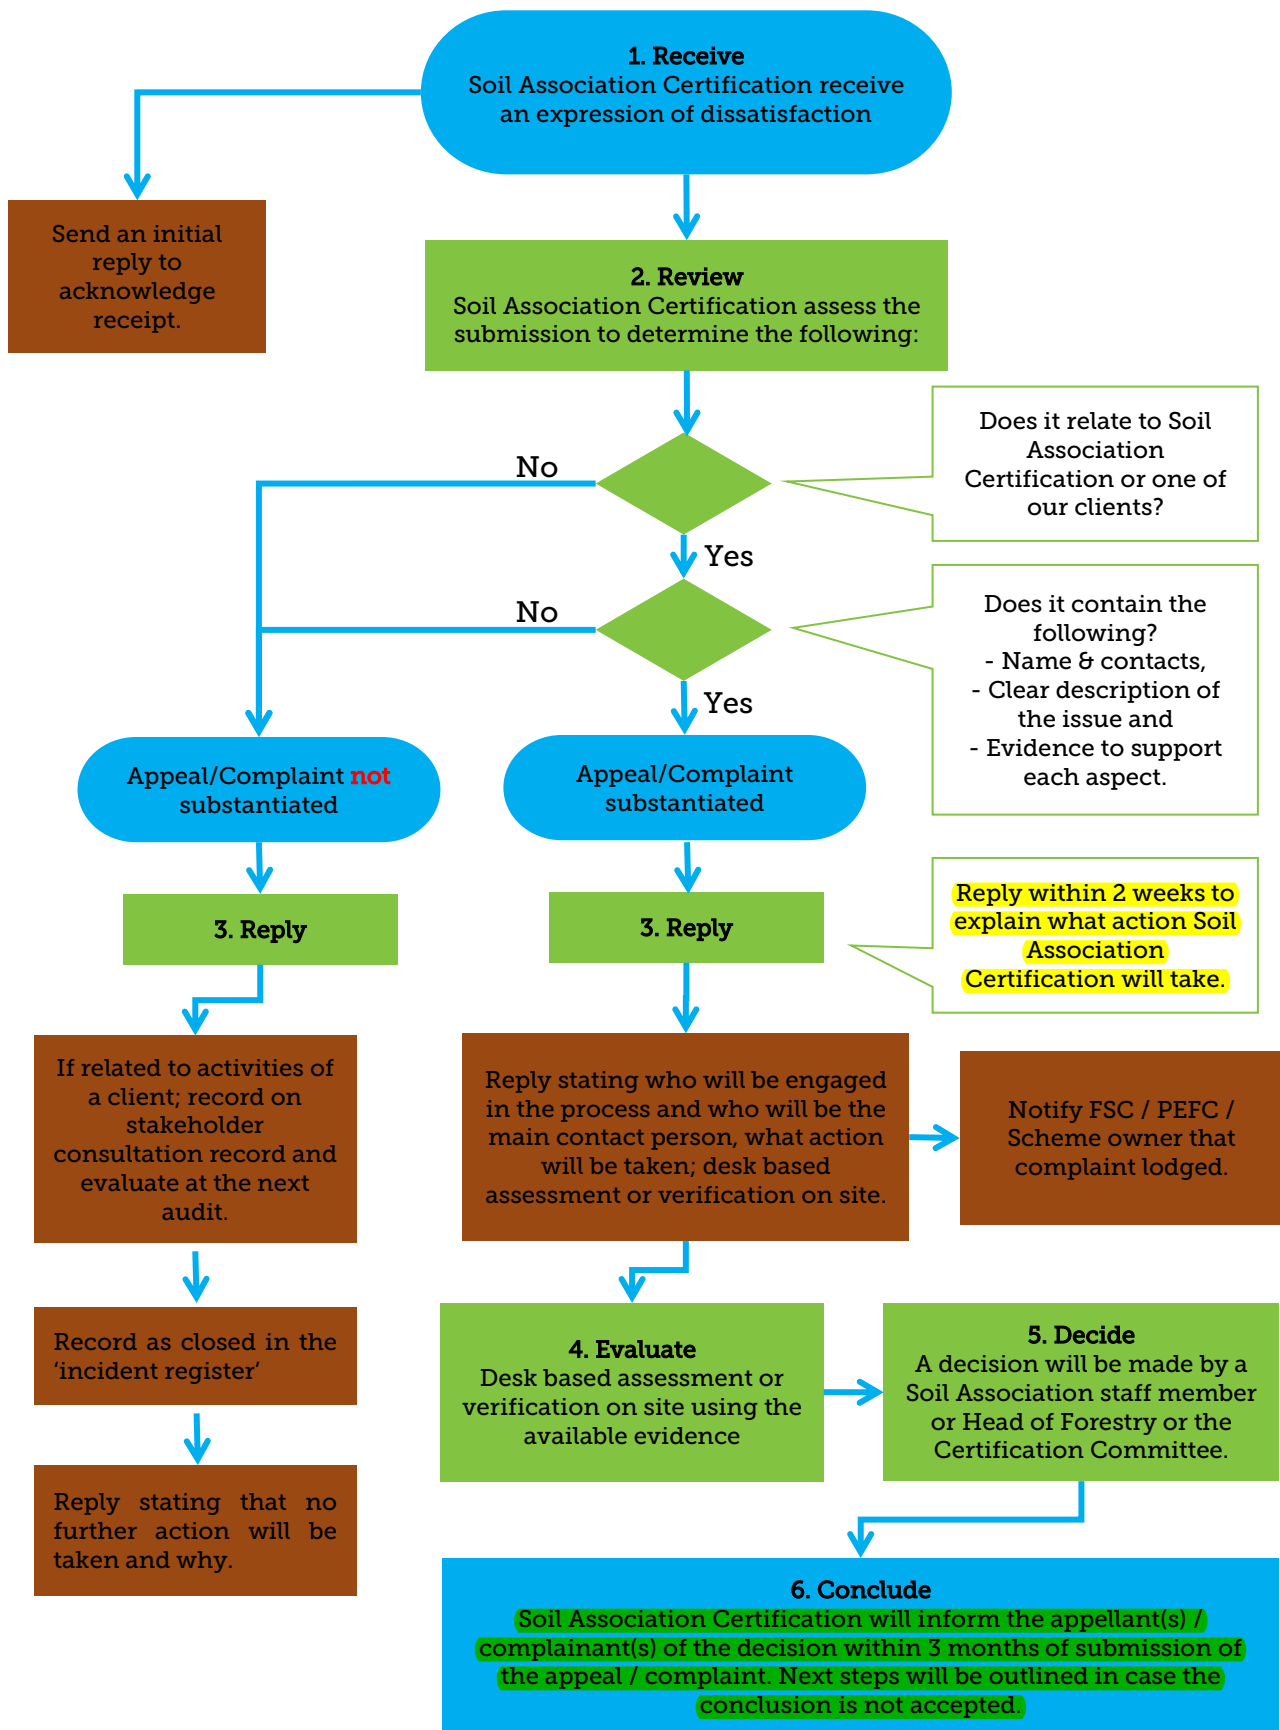 1. Receive
Soil Association Certification receive
an expression of dissatisfaction
Send an initial
reply to
acknowledge
receipt.
2. Review
Soil Association Certification assess the
submission to determine the following:
Does it relate to Soil
Association
Certification or one of
our clients?
No
Yes
Does it contain the
following?
- Name & contacts,
- Clear description of
the issue and
- Evidence to support
each aspect.
No
Yes
Appeal/Complaint not
substantiated
Appeal/Complaint
substantiated
3. Reply
3. Reply
Reply within 2 weeks to
explain what action Soil
Association
Certification will take.
If related to activities of
a client; record on
stakeholder
consultation record and
evaluate at the next
audit.
Reply stating who will be engaged
in the process and who will be the
main contact person, what action
will be taken; desk based
assessment or verification on site.
Notify FSC / PEFC /
Scheme owner that
complaint lodged.
Record as closed in the
‘incident register’
4. Evaluate
Desk based assessment or
verification on site using the
available evidence
5. Decide
A decision will be made by a
Soil Association staff member
or Head of Forestry or the
Certification Committee.
Reply stating that no
further action will be
taken and why.
6. Conclude
Soil Association Certification will inform the appellant(s) /
complainant(s) of the decision within 3 months of submission of
the appeal / complaint. Next steps will be outlined in case the
conclusion is not accepted.